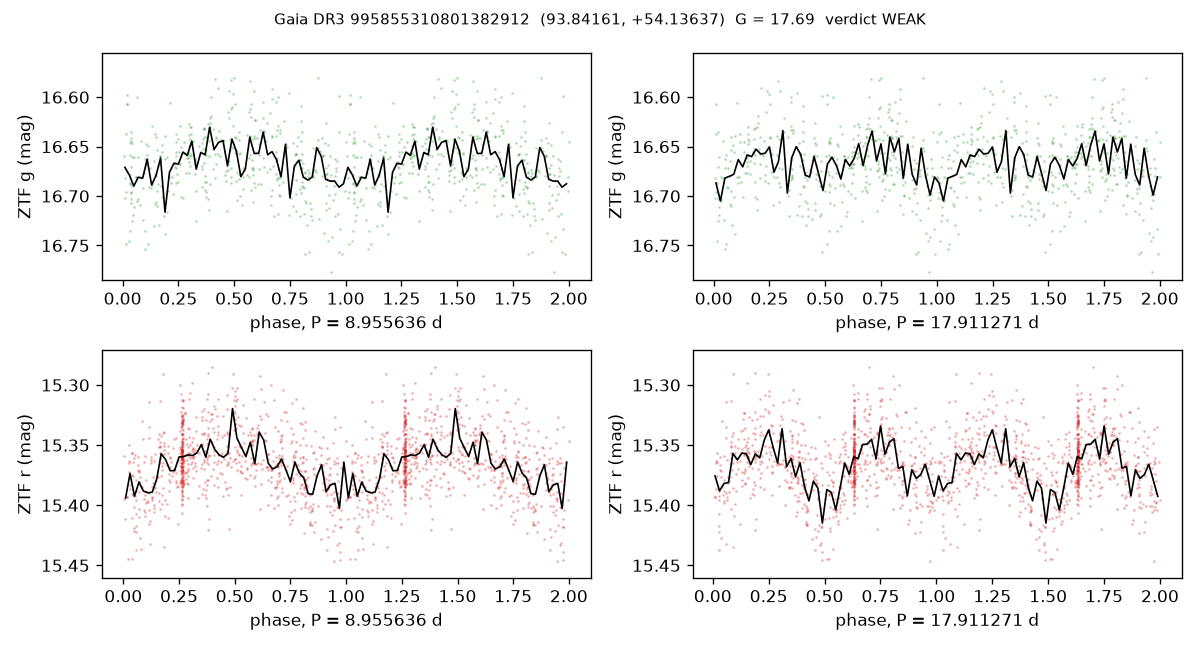 Gaia DR3 995855310801382912 (93.84161, +54.13637) G = 17.69 verdict WEAK
ZTF g (mag)
16.60
16.65
16.70
16.75
0.00 0.25 0.50 0.75 1.00 1.25 1.50 1.75 2.00
phase, P = 8.955636 d
ZTF g (mag)
16.60
16.65
16.70
16.75
0.00 0.25 0.50 0.75 1.00 1.25 1.50 1.75 2.00
phase, P = 17.911271 d
ZTF r (mag)
15.30
15.35
15.40
15.45
0.00 0.25 0.50 0.75 1.00 1.25 1.50 1.75 2.00
phase, P = 8.955636 d
ZTF r (mag)
15.30
15.35
15.40
15.45
0.00 0.25 0.50 0.75 1.00 1.25 1.50 1.75 2.00
phase, P = 17.911271 d